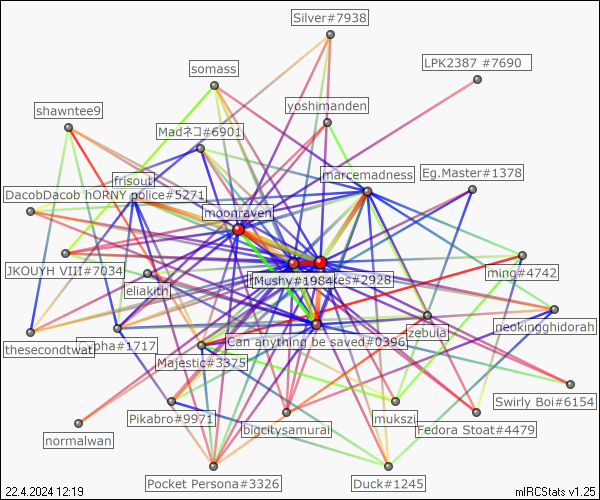 Silver#7938
LPK2387 #7690
somass
shawntee9
yoshimanden
Madネコ#6901
marcemadness
Eg.Master#1378
frisout
DacobDacob hORNY police#5271
moonraven
JKOUYH VIII#7034
Mushy#1984
kes#2928
ming#4742
eliakith
neokingghidorah
Can anything be saved#0396
zebula
thesecondtwat
pha#1717
Majestic#3375
Swirly Boi#6154
Pikabro#9971
bigcitysamurai
mukszi
Fedora Stoat#4479
normalwan
Pocket Persona#3326
Duck#1245
22.4.2024 12:19
mIRCStats v1.25